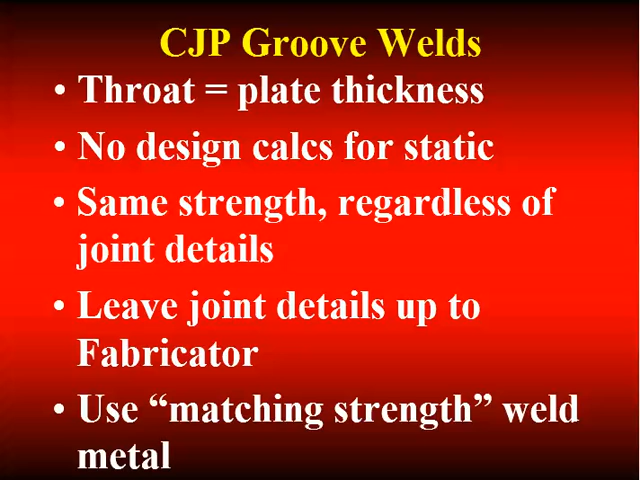 CJP Groove Welds
• Throat = plate thickness
• No design calcs for static
• Same strength, regardless of
joint details
• Leave joint details up to
Fabricator
• Use “matching strength” weld
metal